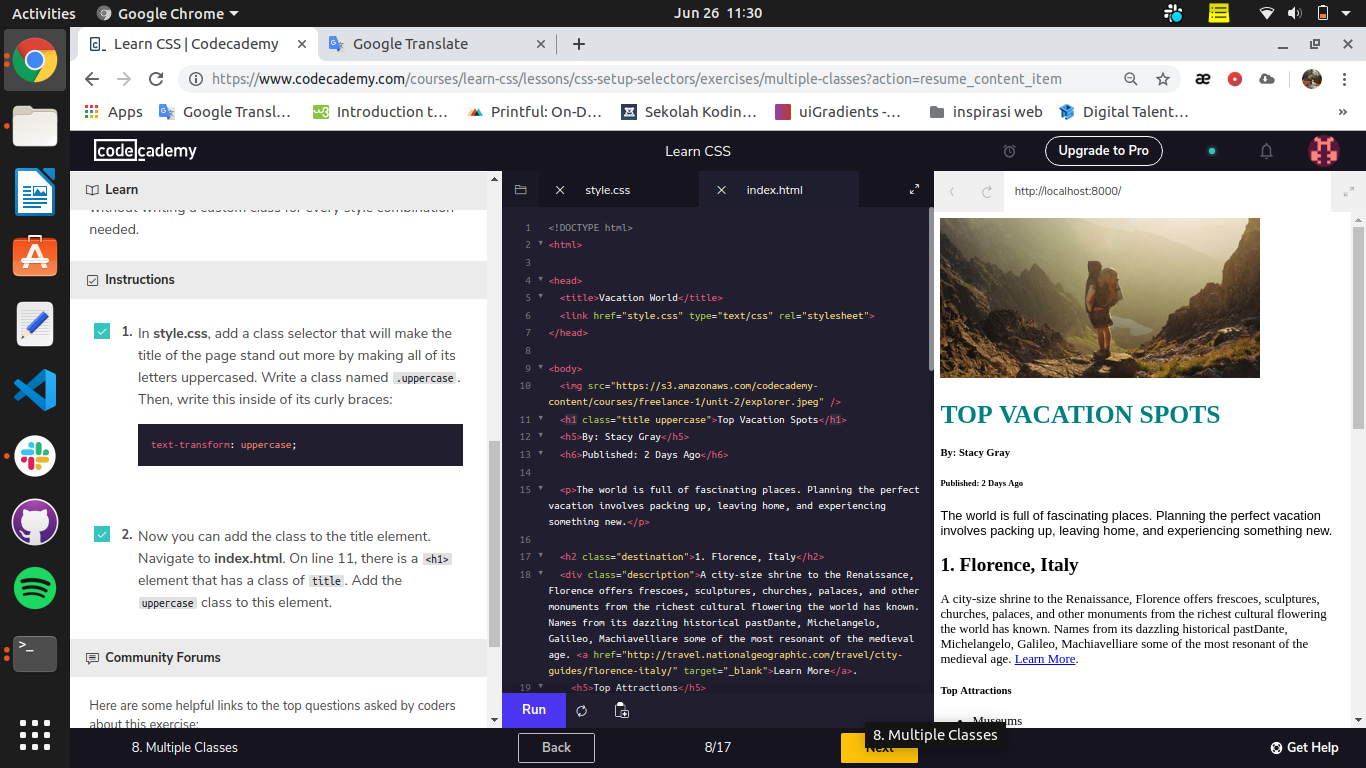 Activities
Google Chrome
Jun 26 11:30
Learn CSS | Codecademy
Google Translate
https://www.codecademy.com/courses/learn-css/lessons/css-setup-selectors/exercises/multiple-classes?action=resume_content_item
Apps
Google Transl...
Introduction t...
Printful: On-D...
Sekolah Kodin...
uiGradients -...
inspirasi web
Digital Talent...
»
codecademy
Learn CSS
Upgrade to Pro
Learn
without writing a custom class for every style combination
needed.
Instructions
1. In style.css, add a class selector that will make the
title of the page stand out more by making all of its
letters uppercased. Write a class named .uppercase.
Then, write this inside of its curly braces:
text-transform: uppercase;
2. Now you can add the class to the title element.
Navigate to index.html. On line 11, there is a <h1>
element that has a class of title. Add the
uppercase class to this element.
Community Forums
Here are some helpful links to the top questions asked by coders
about this exercise:
style.css
index.html
1 <!DOCTYPE html>
2 <html>
3
4 <head>
5 <title>Vacation World</title>
6 <link href="style.css" type="text/css" rel="stylesheet">
7 </head>
8
9 <body>
10 <img src="https://s3.amazonaws.com/codecademy-
content/courses/freelance-1/unit-2/explorer.jpeg" />
11 <h1 class="title uppercase">Top Vacation Spots</h1>
12 <h5>By: Stacy Gray</h5>
13 <h6>Published: 2 Days Ago</h6>
14
15 <p>The world is full of fascinating places. Planning the perfect
vacation involves packing up, leaving home, and experiencing
something new.</p>
16
17 <h2 class="destination">1. Florence, Italy</h2>
18 <div class="description">A city-size shrine to the Renaissance,
Florence offers frescoes, sculptures, churches, palaces, and other
monuments from the richest cultural flowering the world has known.
Names from its dazzling historical pastDante, Michelangelo,
Galileo, Machiavelliare some of the most resonant of the medieval
age. <a href="http://travel.nationalgeographic.com/travel/city-
guides/florence-italy/" target="_blank">Learn More</a>.
19 <h5>Top Attractions</h5>
Run
http://localhost:8000/
TOP VACATION SPOTS
By: Stacy Gray
Published: 2 Days Ago
The world is full of fascinating places. Planning the perfect vacation
involves packing up, leaving home, and experiencing something new.
1. Florence, Italy
A city-size shrine to the Renaissance, Florence offers frescoes, sculptures,
churches, palaces, and other monuments from the richest cultural flowering
the world has known. Names from its dazzling historical pastDante,
Michelangelo, Galileo, Machiavelliare some of the most resonant of the
medieval age. Learn More.
Top Attractions
Museums
8. Multiple Classes
Back
8/17
Next
8. Multiple Classes
Get Help